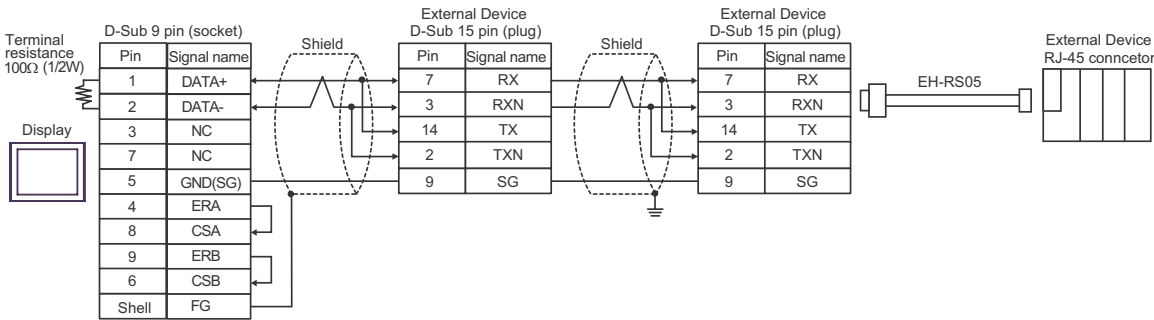 External Device
D-Sub 15 pin (plug)
External Device
D-Sub 15 pin (plug)
External Device
RJ-45 conncetor
D-Sub 9 pin (socket)
Terminal
resistance
100Ω (1/2W)
Shield
Shield
Pin Signal name
1 DATA+
2 DATA-
3 NC
7 NC
5 GND(SG)
4 ERA
8 CSA
9 ERB
6 CSB
Shell FG
Display
Pin Signal name
7 RX
3 RXN
14 TX
2 TXN
9 SG
Pin Signal name
7 RX
3 RXN
14 TX
2 TXN
9 SG
EH-RS05